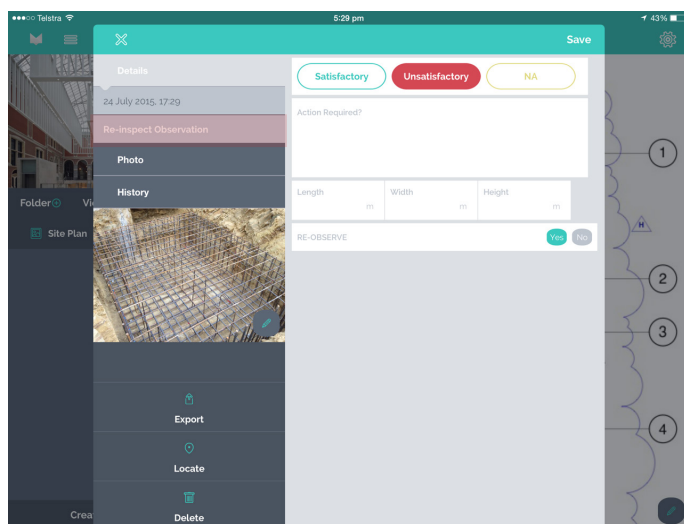 Telstra
5:29 pm
43%
Save
Details
24 July 2015, 17:29
Re-inspect Observation
Photo
History
Export
Locate
Delete
Satisfactory
Unsatisfactory
NA
Action Required?
Length
m
Width
m
Height
m
RE-OBSERVE
Yes
No
Folder
Vi
Site Plan
Crea
1
H
2
3
4